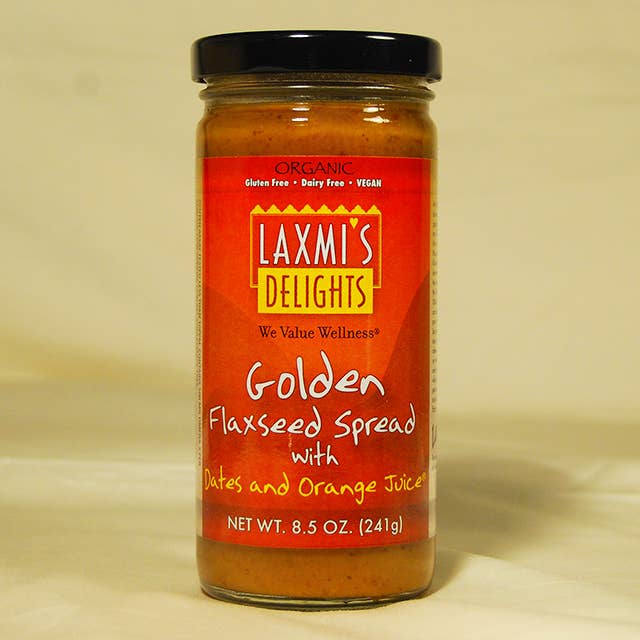 ORGANIC
Gluten Free • Dairy Free • VEGAN
LAXMI'S
DELIGHTS
We Value Wellness®
Golden
Flaxseed Spread
with
Dates and Orange Juice®
NET WT. 8.5 OZ. (241g)